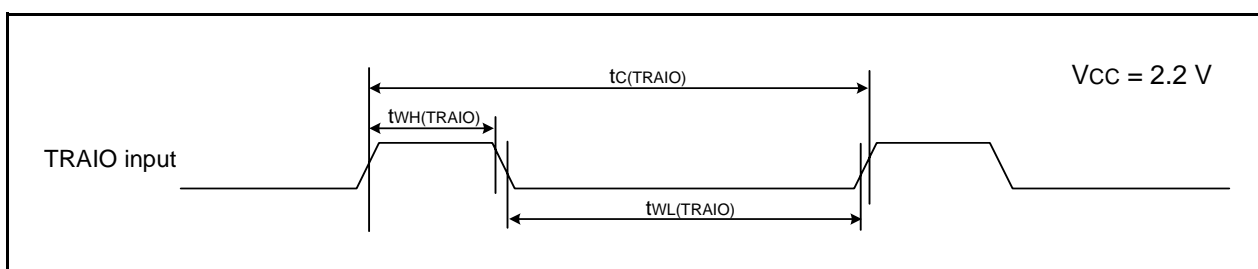 tC(TRAIO)
VCC = 2.2 V
tWH(TRAIO)
TRAIO input
tWL(TRAIO)